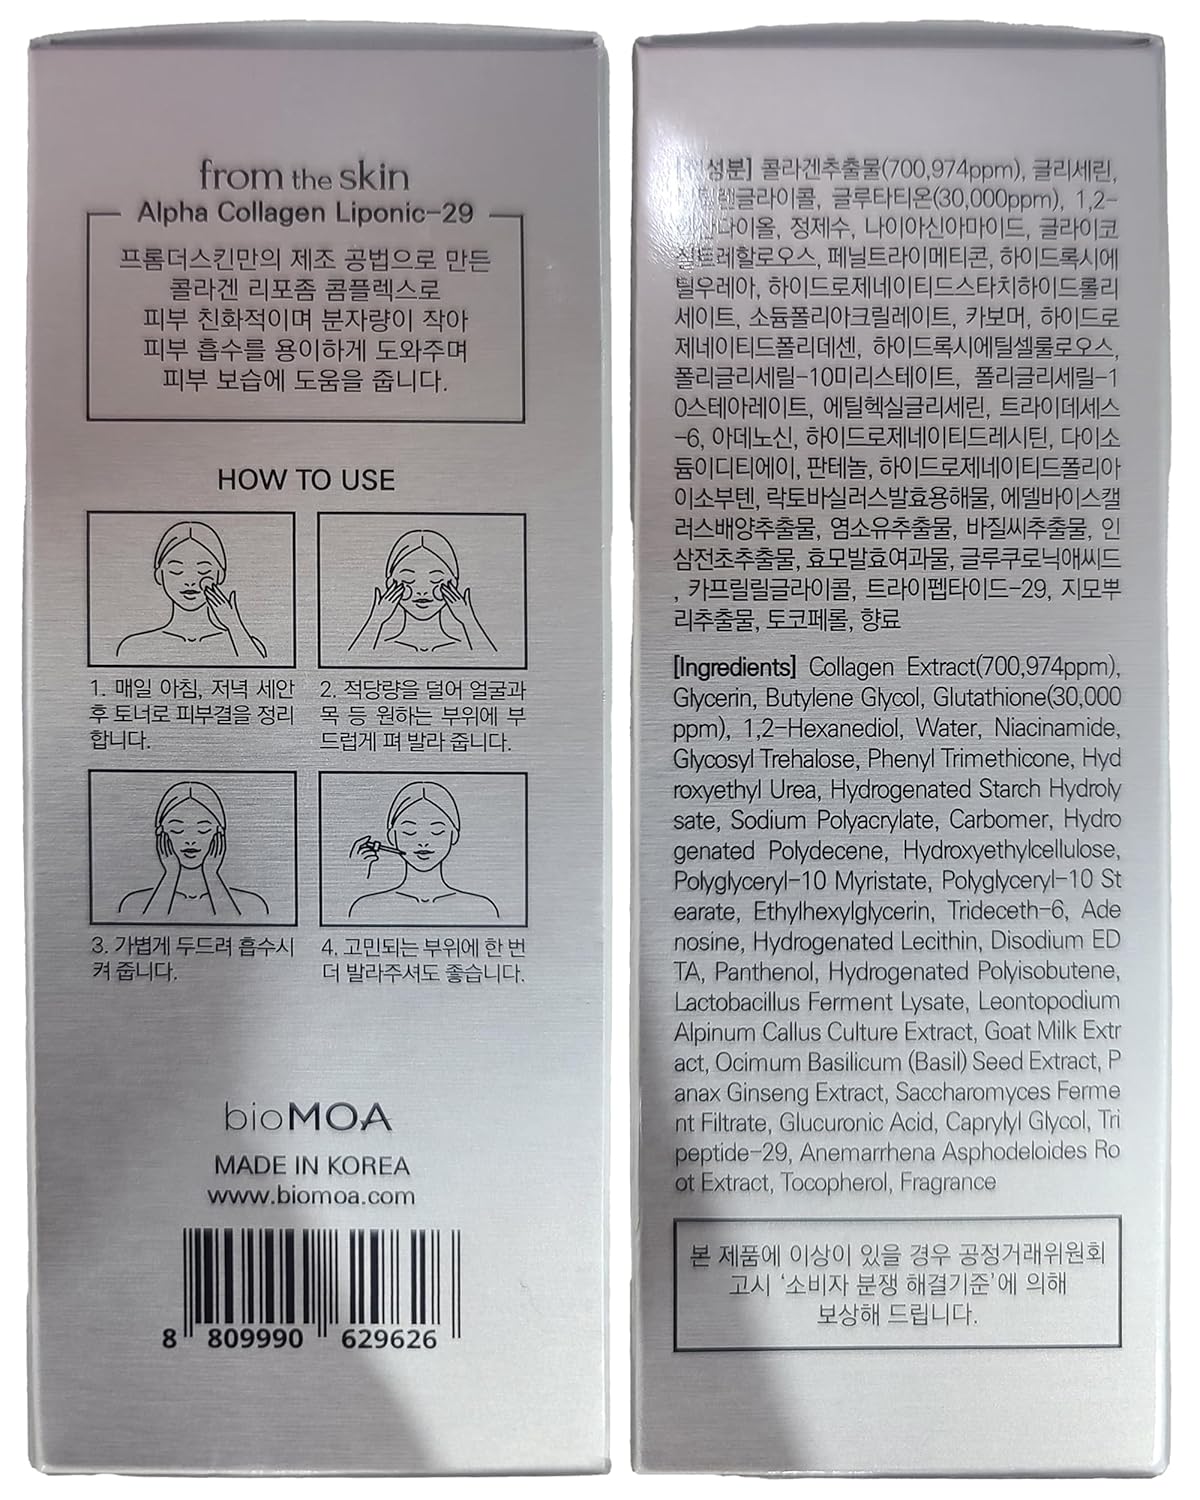 from the skin
Alpha Collagen Liponic-29
프롬더스킨만의 제조 공법으로 만든
콜라겐 리포좀 콤플렉스로
피부 친화적이며 분자량이 작아
피부 흡수를 용이하게 도와주며
피부 보습에 도움을 줍니다.
HOW TO USE
1. 매일 아침, 저녁 세안
후 토너로 피부결을 정리
합니다.
2. 적당량을 덜어 얼굴과
목 등 원하는 부위에 부
드럽게 펴 발라 줍니다.
3. 가볍게 두드려 흡수시
켜 줍니다.
4. 고민되는 부위에 한 번
더 발라주셔도 좋습니다.
bioMOA
MADE IN KOREA
www.biomoa.com
8 809990 629626
콜라겐추출물(700,974ppm), 글리세린,
글루타티온(30,000ppm), 1,2-
정제수, 나이아신아마이드, 글라이코
실트레할로오스, 페닐트라이메티콘, 하이드록시에
틸우레아, 하이드로제네이티드스타치하이드롤리
세이트, 소듐폴리아크릴레이트, 카보머, 하이드로
제네이티드폴리데센, 하이드록시에틸셀룰로오스,
폴리글리세릴-10미리스테이트, 폴리글리세릴-1
0스테아레이트, 에틸헥실글리세린, 트라이데세스
-6, 아데노신, 하이드로제네이티드레시틴, 다이소
듐이디티에이, 판테놀, 하이드로제네이티드폴리아
이소부텐, 락토바실러스발효용해물, 에델바이스캘
러스배양추출물, 염소유추출물, 바질씨추출물, 인
삼전초추출물, 효모발효여과물, 글루쿠로닉애씨드
, 카프릴릴글라이콜, 트라이펩타이드-29, 지모뿌
리추출물, 토코페롤, 향료
[Ingredients] Collagen Extract(700,974ppm),
Glycerin, Butylene Glycol, Glutathione(30,000
ppm), 1,2-Hexanediol, Water, Niacinamide,
Glycosyl Trehalose, Phenyl Trimethicone, Hyd
roxyethyl Urea, Hydrogenated Starch Hydroly
sate, Sodium Polyacrylate, Carbomer, Hydro
genated Polydecene, Hydroxyethylcellulose,
Polyglyceryl-10 Myristate, Polyglyceryl-10 St
earate, Ethylhexylglycerin, Trideceth-6, Ade
nosine, Hydrogenated Lecithin, Disodium ED
TA, Panthenol, Hydrogenated Polyisobutene,
Lactobacillus Ferment Lysate, Leontopodium
Alpinum Callus Culture Extract, Goat Milk Extr
act, Ocimum Basilicum (Basil) Seed Extract, P
anax Ginseng Extract, Saccharomyces Ferme
nt Filtrate, Glucuronic Acid, Caprylyl Glycol, Tri
peptide-29, Anemarrhena Asphodeloides Ro
ot Extract, Tocopherol, Fragrance
본 제품에 이상이 있을 경우 공정거래위원회
고시 '소비자 분쟁 해결기준'에 의해
보상해 드립니다.